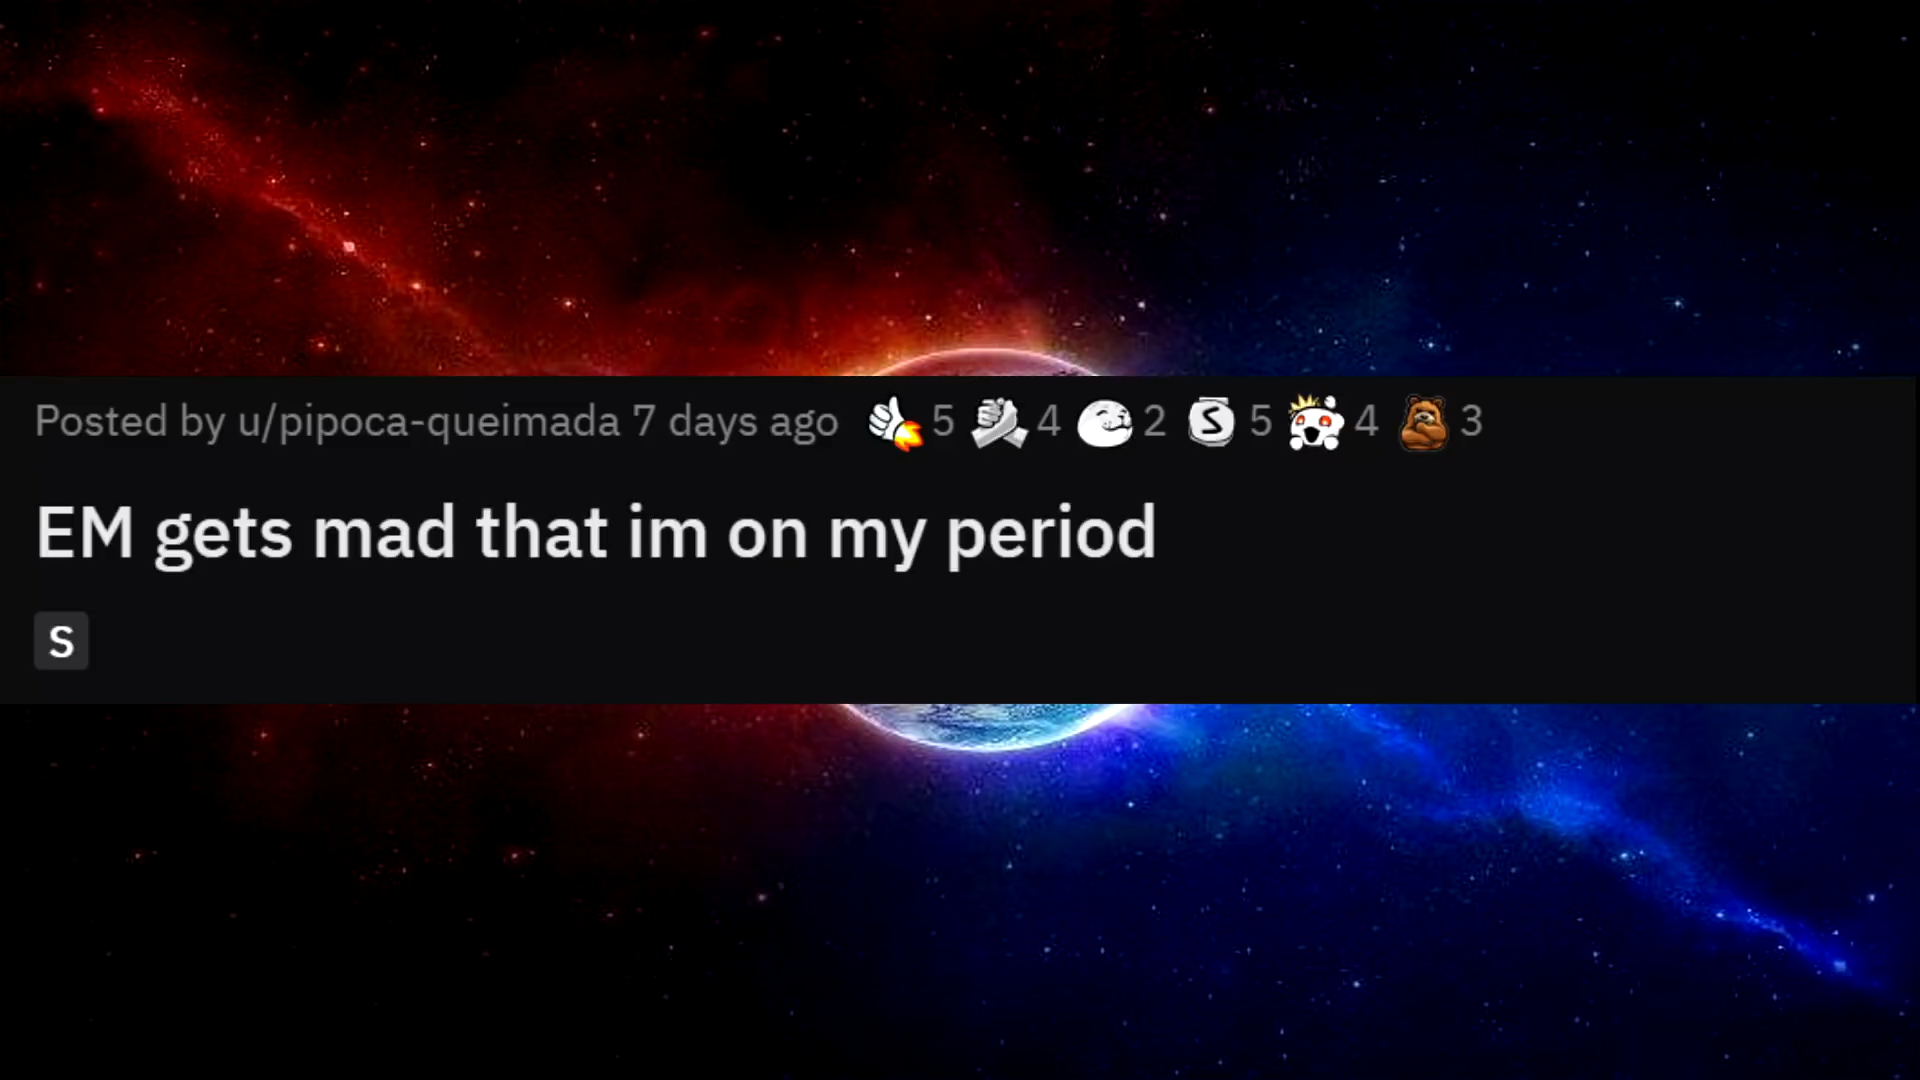 Posted by u/pipoca-queimada 7 days ago 5 4 2 S 5 4 3
EM gets mad that im on my period
S